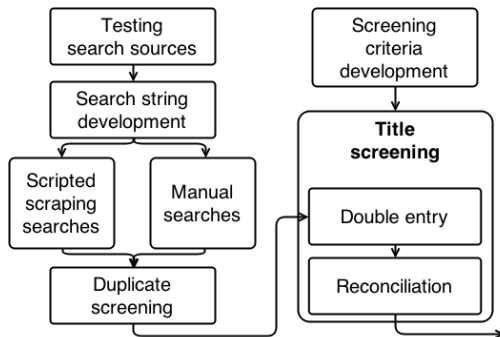 Testing
search sources
Search string
development
Scripted
scraping
searches
Manual
searches
Duplicate
screening
Screening
criteria
development
Title
screening
Double entry
Reconciliation